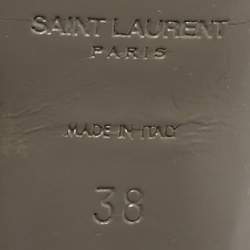 SAINT LAURENT
PARIS
MADE IN ITALY
38